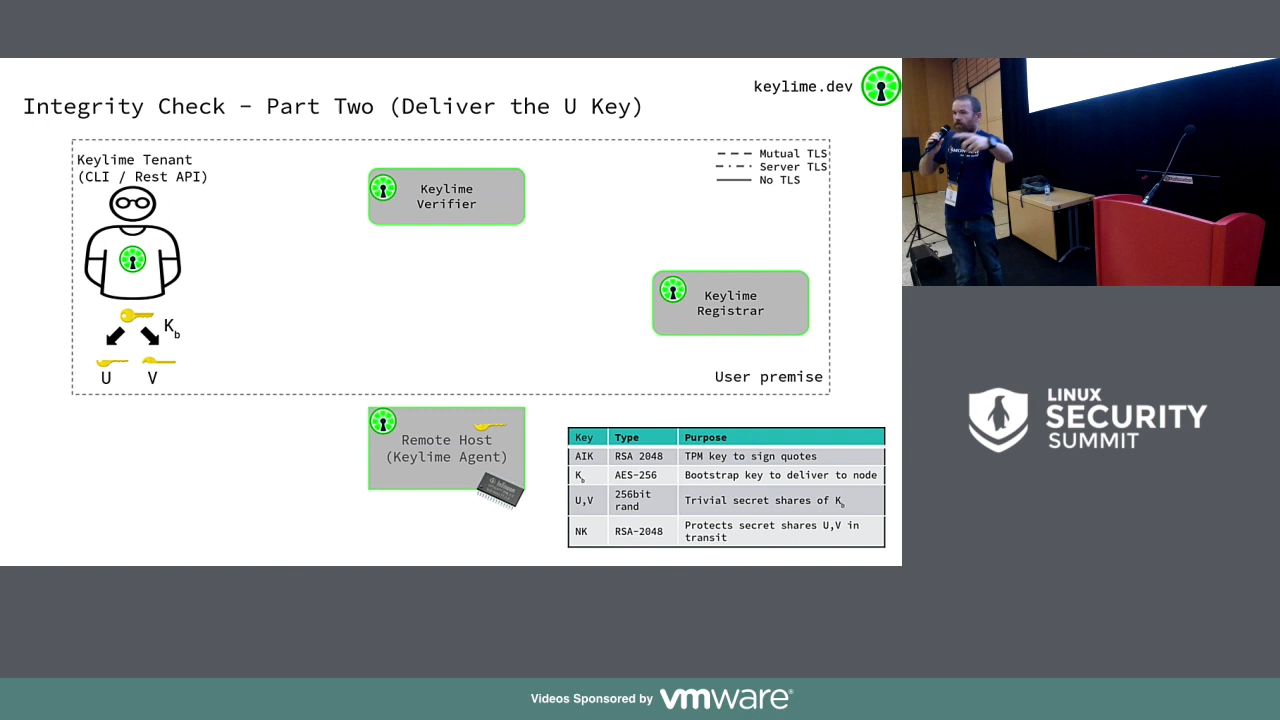 keylime.dev
Integrity Check - Part Two (Deliver the U Key)
Keylime Tenant
(CLI / Rest API)
Mutual TLS
Server TLS
No TLS
Keylime
Verifier
Keylime
Registrar
Kb
U V
User premise
Remote Host
(Keylime Agent)
Key Type Purpose
AIK RSA 2048 TPM key to sign quotes
Kb AES-256 Bootstrap key to deliver to node
U,V 256bit rand Trivial secret shares of Kb
NK RSA-2048 Protects secret shares U,V in
transit
LINUX
SECURITY
SUMMIT
Videos Sponsored by vmware®